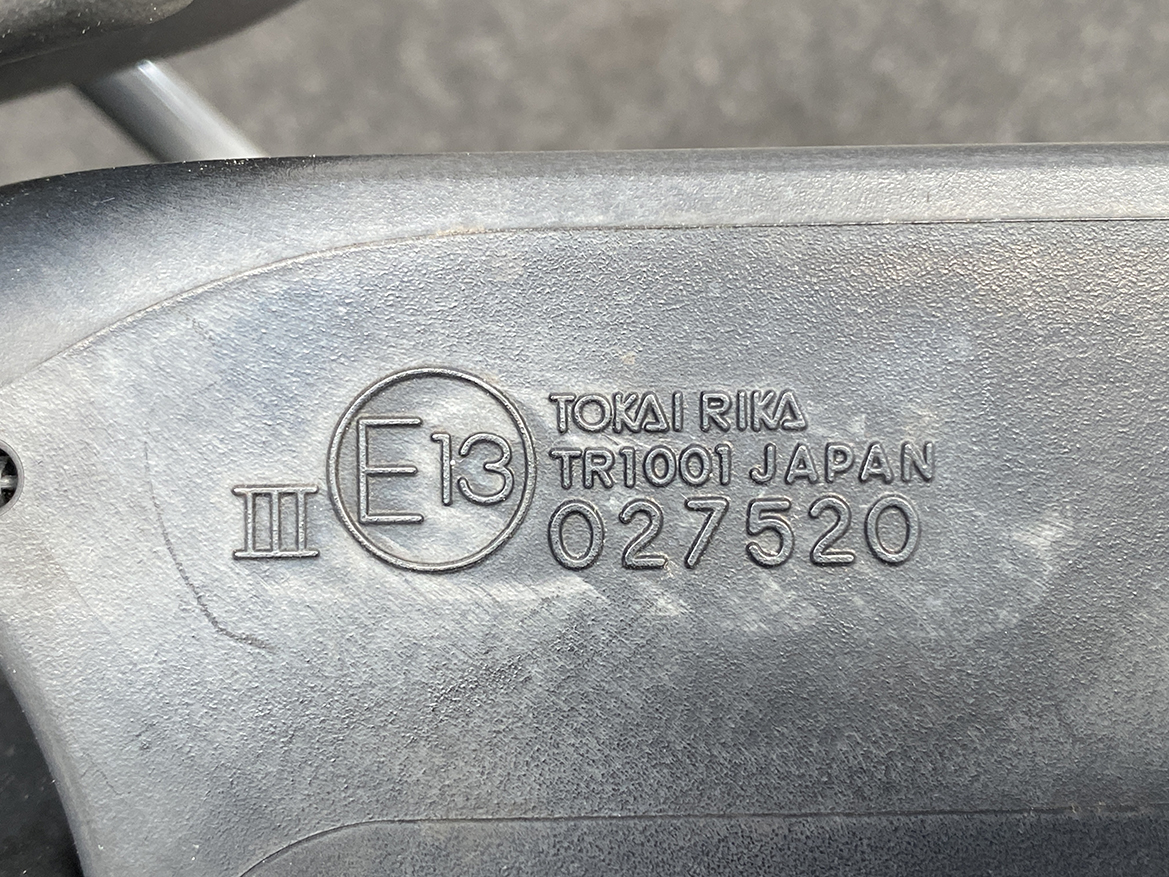 TOKAI RIKA
TR1001 JAPAN
III E13 027520